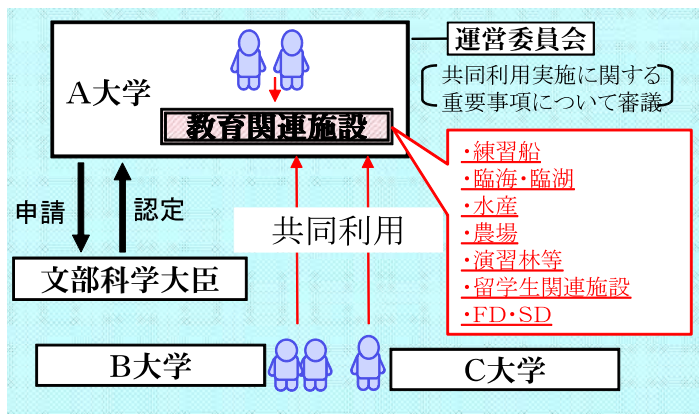 運営委員会
共同利用実施に関する
重要事項について審議
A大学
教育関連施設
・練習船
・臨海・臨湖
・水産
・農場
・演習林等
・留学生関連施設
・FD・SD
申請
認定
共同利用
文部科学大臣
B大学
C大学